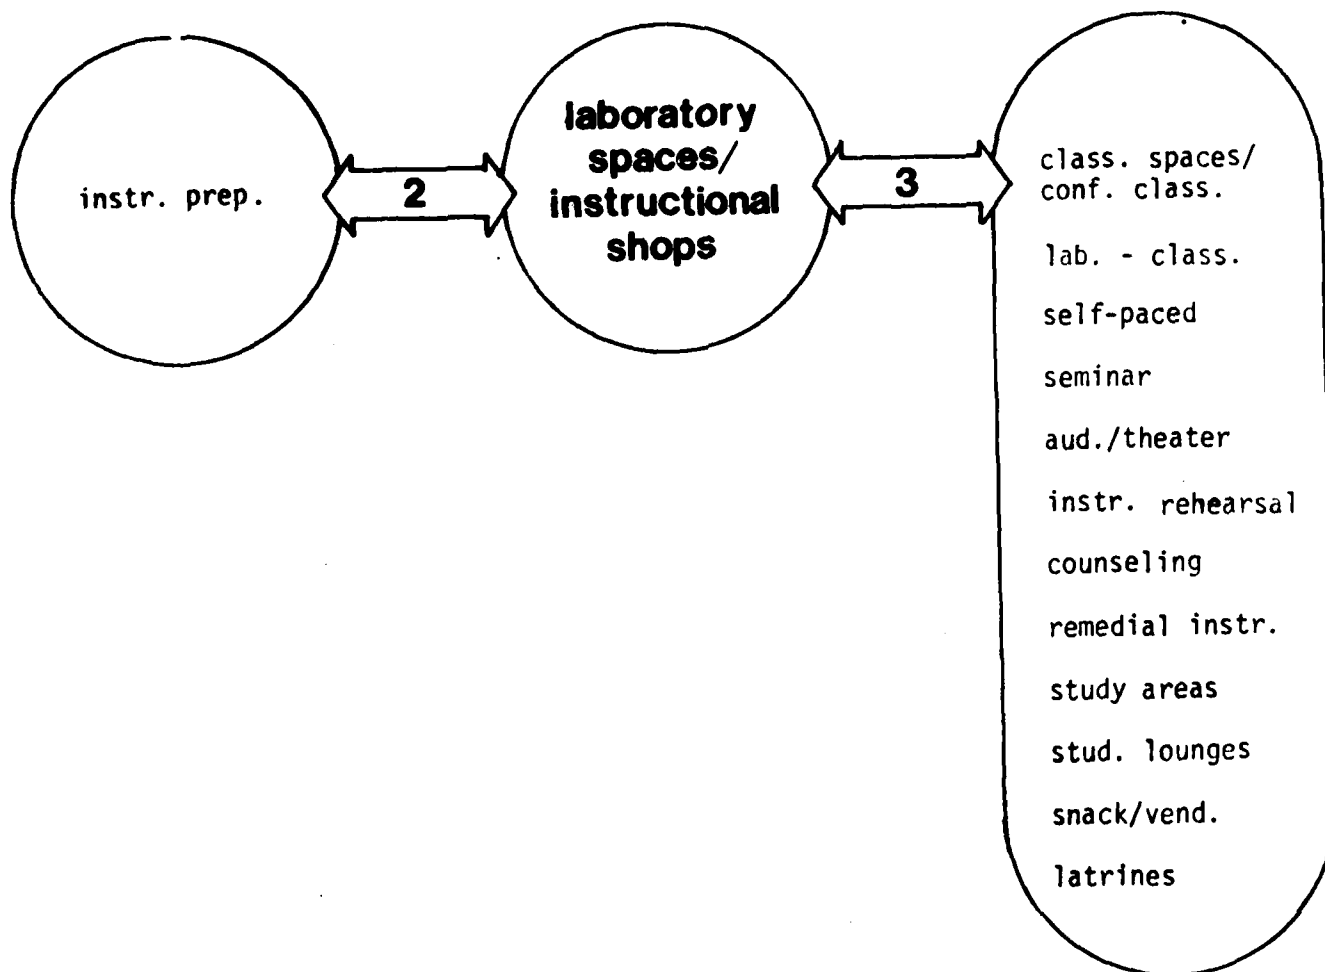 instr. prep.
2
laboratory
spaces/
instructional
shops
3
class. spaces/
conf. class.
lab. - class.
self-paced
seminar
aud./theater
instr. rehearsal
counseling
remedial instr.
study areas
stud. lounges
snack/vend.
latrines